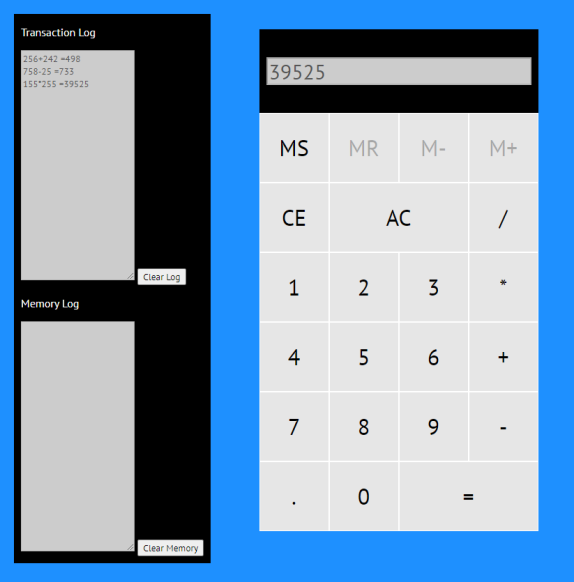 Transaction Log
256+242 =498
758-25 =733
155*255 =39525
Clear Log
Memory Log
Clear Memory
39525
MS MR M- M+
CE AC /
1 2 3 *
4 5 6 +
7 8 9 -
. 0 =